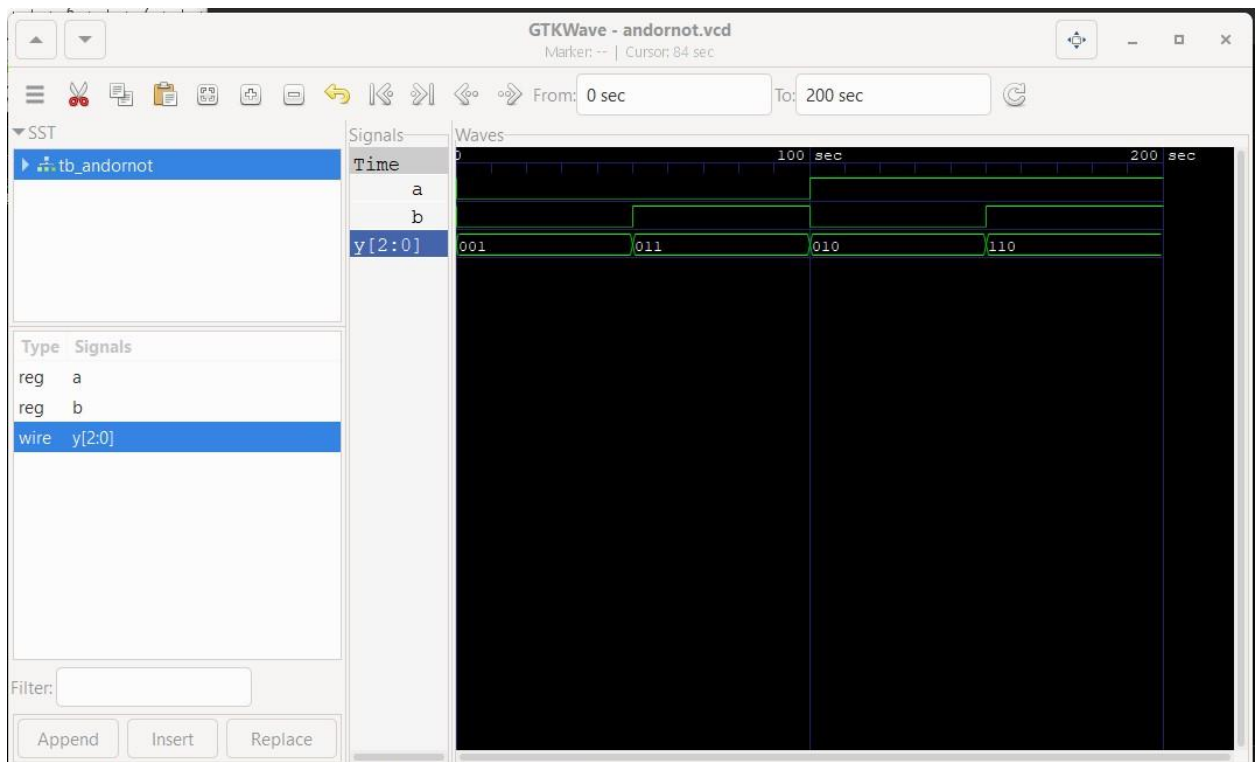 GTKWave - andornot.vcd
Marker: -- | Cursor: 84 sec
From: 0 sec To: 200 sec
SST
tb_andornot
Type Signals
reg a
reg b
wire y[2:0]
Filter:
Append Insert Replace
Signals
Time
a
b
y[2:0]
Waves
0 100 sec 200 sec
001 011 010 110